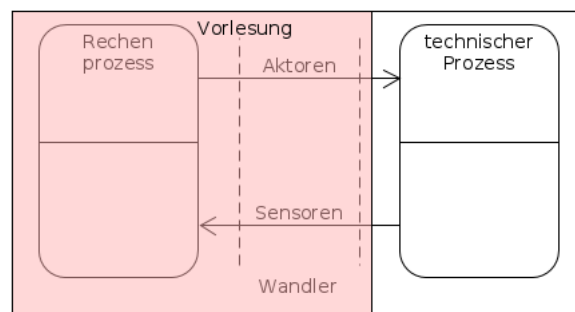 Vorlesung
Rechen
prozess
Aktoren
technischer
Prozess
Sensoren
Wandler